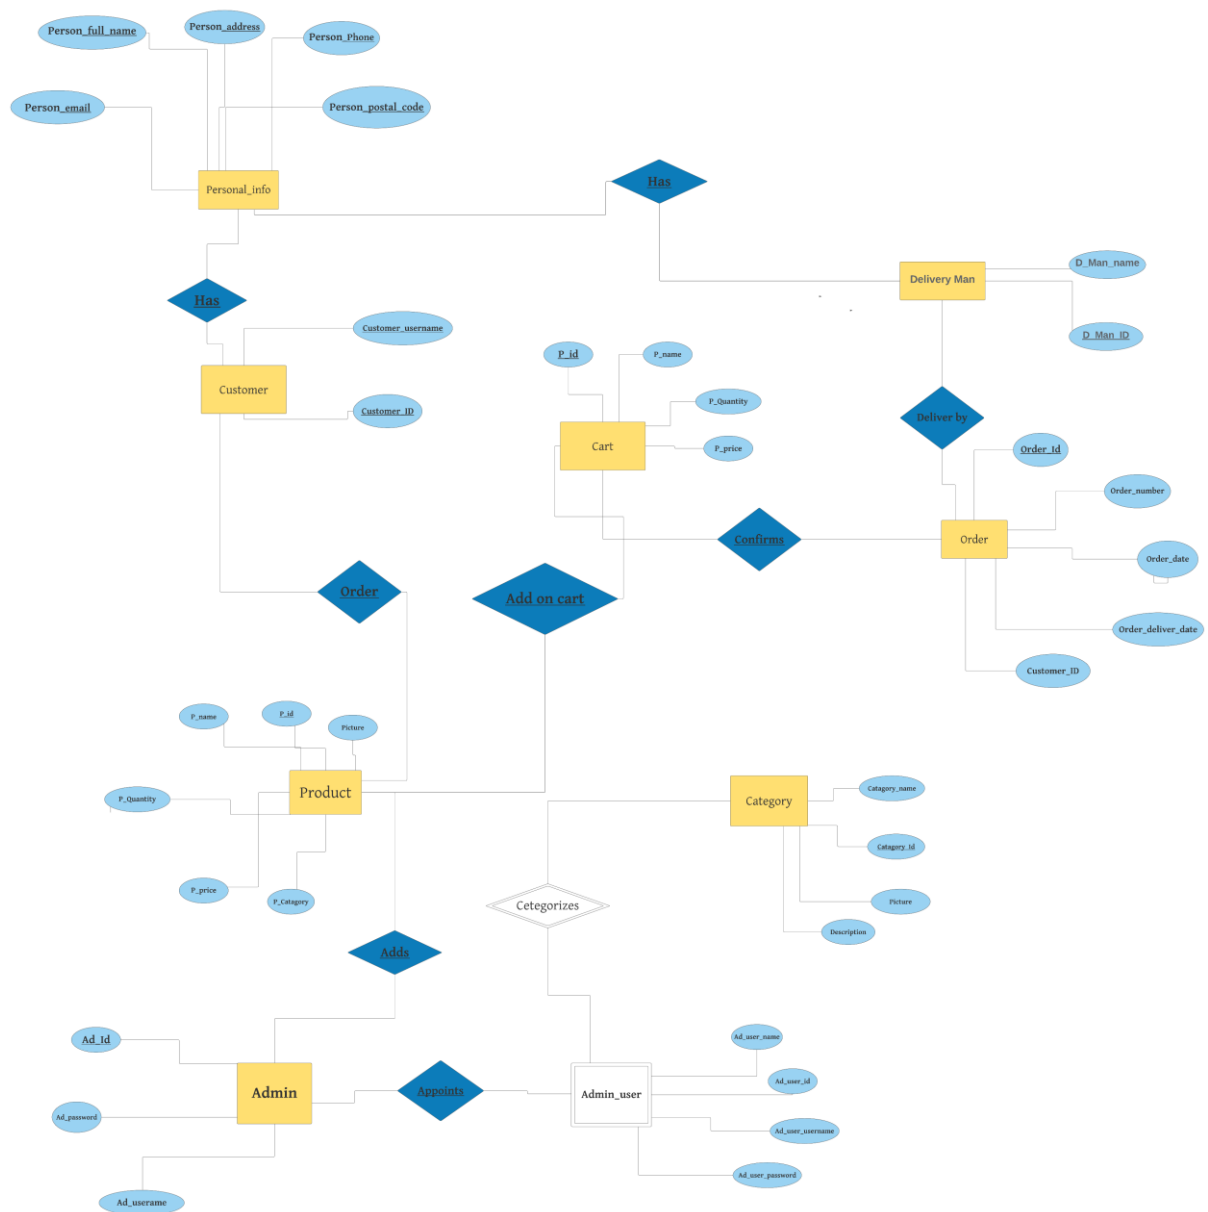 Person_full_name
Person_address
Person_Phone
Person_email
Person_postal_code
Personal_info
Has
Has
Delivery Man
D_Man_name
D_Man_ID
Customer_username
Customer
Customer_ID
P_id
P_name
P_Quantity
Cart
P_price
Deliver by
Order_Id
Order_number
Confirms
Order
Order_date
Order
Add on cart
Order_deliver_date
Customer_ID
P_name
P_id
Picture
Product
P_Quantity
P_price
P_Catagory
Category
Catagory_name
Catagory_Id
Picture
Description
Cetegorizes
Adds
Ad_Id
Admin
Ad_password
Ad_userame
Appoints
Admin_user
Ad_user_name
Ad_user_id
Ad_user_username
Ad_user_password